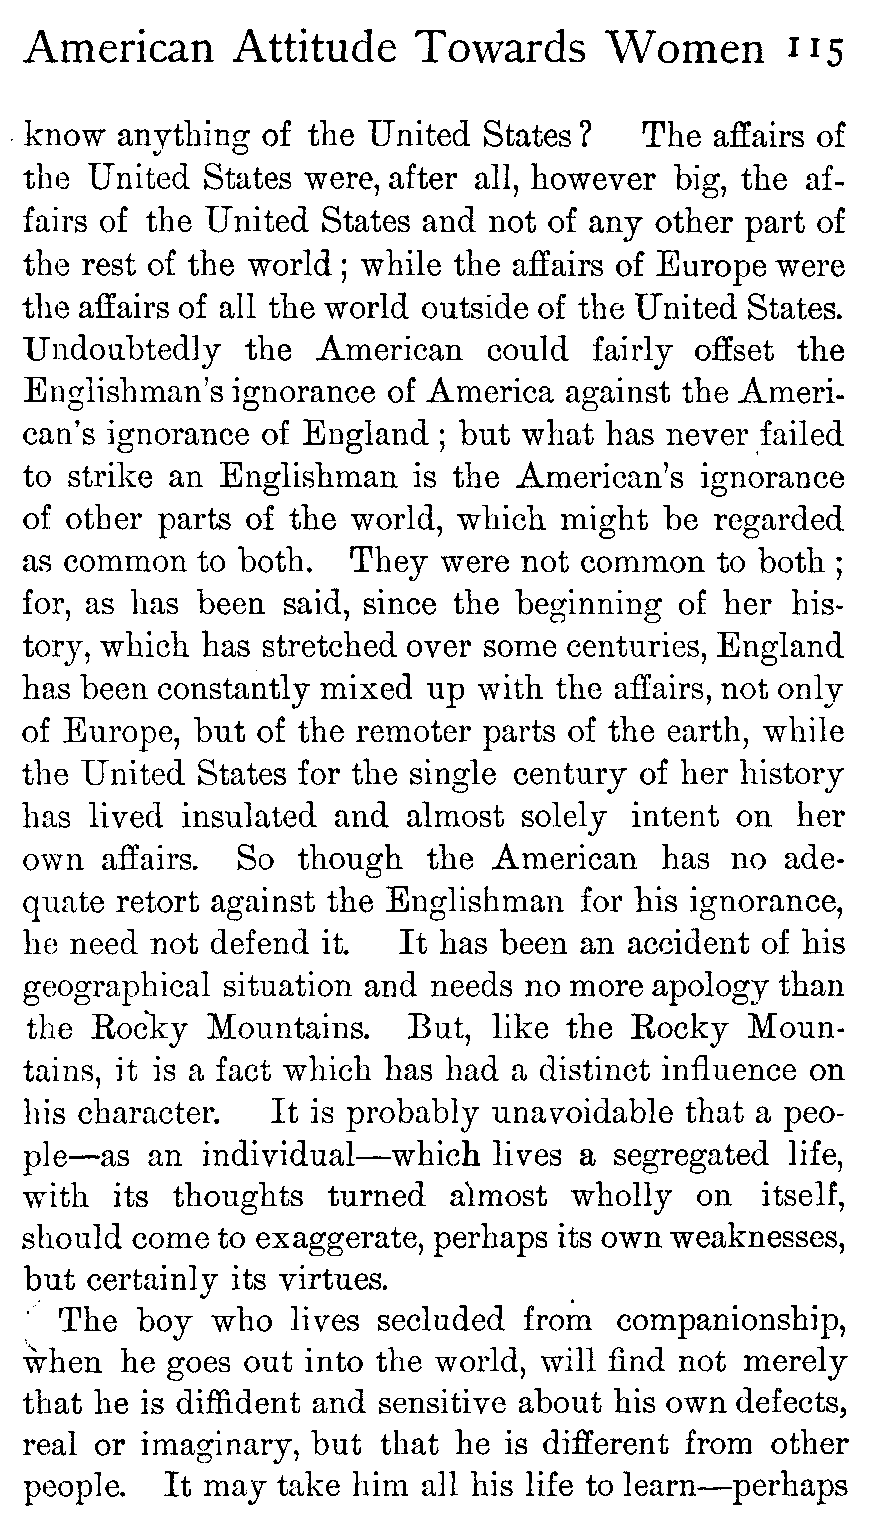 American Attitude Towards Women 115
know anything of the United States? The affairs of
the United States were, after all, however big, the af-
fairs of the United States and not of any other part of
the rest of the world; while the affairs of Europe were
the affairs of all the world outside of the United States.
Undoubtedly the American could fairly offset the
Englishman's ignorance of America against the Ameri-
can's ignorance of England; but what has never failed
to strike an Englishman is the American's ignorance
of other parts of the world, which might be regarded
as common to both. They were not common to both;
for, as has been said, since the beginning of her his-
tory, which has stretched over some centuries, England
has been constantly mixed up with the affairs, not only
of Europe, but of the remoter parts of the earth, while
the United States for the single century of her history
has lived insulated and almost solely intent on her
own affairs. So though the American has no ade-
quate retort against the Englishman for his ignorance,
he need not defend it. It has been an accident of his
geographical situation and needs no more apology than
the Rocky Mountains. But, like the Rocky Moun-
tains, it is a fact which has had a distinct influence on
his character. It is probably unavoidable that a peo-
ple—as an individual—which lives a segregated life,
with its thoughts turned almost wholly on itself,
should come to exaggerate, perhaps its own weaknesses,
but certainly its virtues.
The boy who lives secluded from companionship,
when he goes out into the world, will find not merely
that he is diffident and sensitive about his own defects,
real or imaginary, but that he is different from other
people. It may take him all his life to learn—perhaps